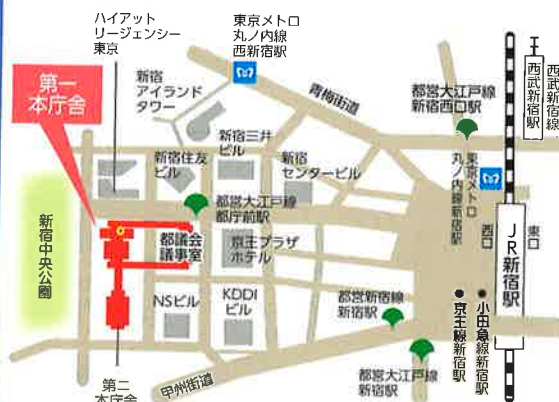 ハイアット
リージェンシー
東京
東京メトロ
丸ノ内線
西新宿駅
第一
本庁舎
新宿
アイランド
タワー
青梅街道
都営大江戸線
新宿西口駅
西武新宿駅
西武新宿線
新宿三井
ビル
新宿住友
ビル
新宿
センタービル
東京メトロ
丸ノ内線新宿駅
都営大江戸線
都庁前駅
新宿中央公園
都議会
議事堂
京王プラザ
ホテル
西口
東口
JR新宿駅
NSビル
KDDI
ビル
都営新宿線
新宿駅
京王線新宿駅
小田急線新宿駅
第二
本庁舎
甲州街道
都営大江戸線
新宿駅